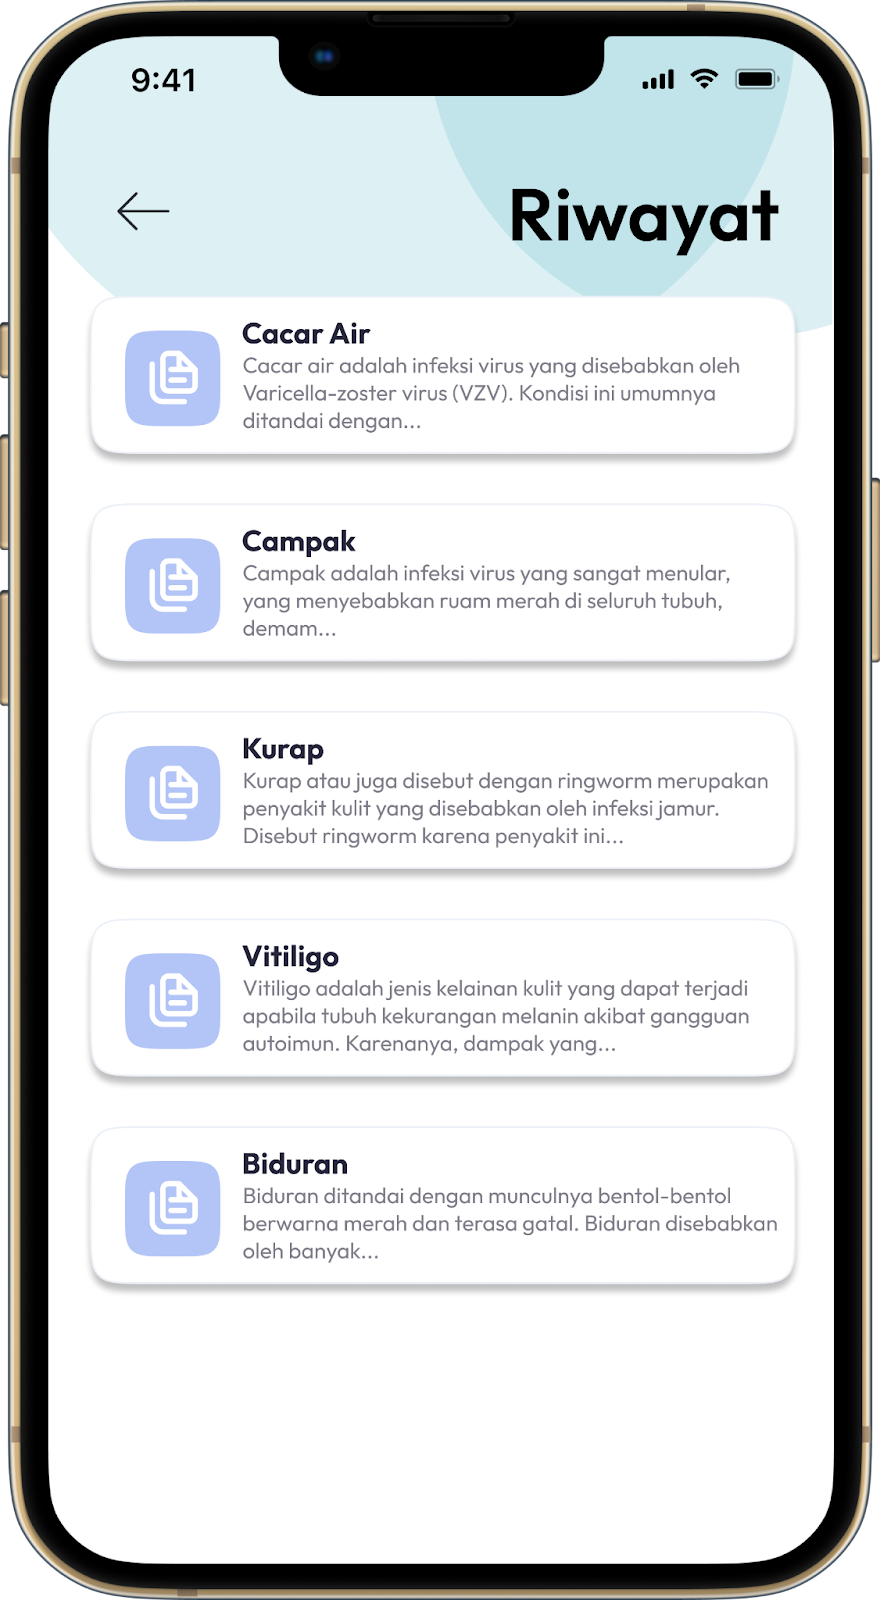 9:41
Riwayat
Cacar Air
Cacar air adalah infeksi virus yang disebabkan oleh
Varicella-zoster virus (VZV). Kondisi ini umumnya
ditandai dengan...
Campak
Campak adalah infeksi virus yang sangat menular,
yang menyebabkan ruam merah di seluruh tubuh,
demam...
Kurap
Kurap atau juga disebut dengan ringworm merupakan
penyakit kulit yang disebabkan oleh infeksi jamur.
Disebut ringworm karena penyakit ini...
Vitiligo
Vitiligo adalah jenis kelainan kulit yang dapat terjadi
apabila tubuh kekurangan melanin akibat gangguan
autoimun. Karenanya, dampak yang...
Biduran
Biduran ditandai dengan munculnya bentol-bentol
berwarna merah dan terasa gatal. Biduran disebabkan
oleh banyak...